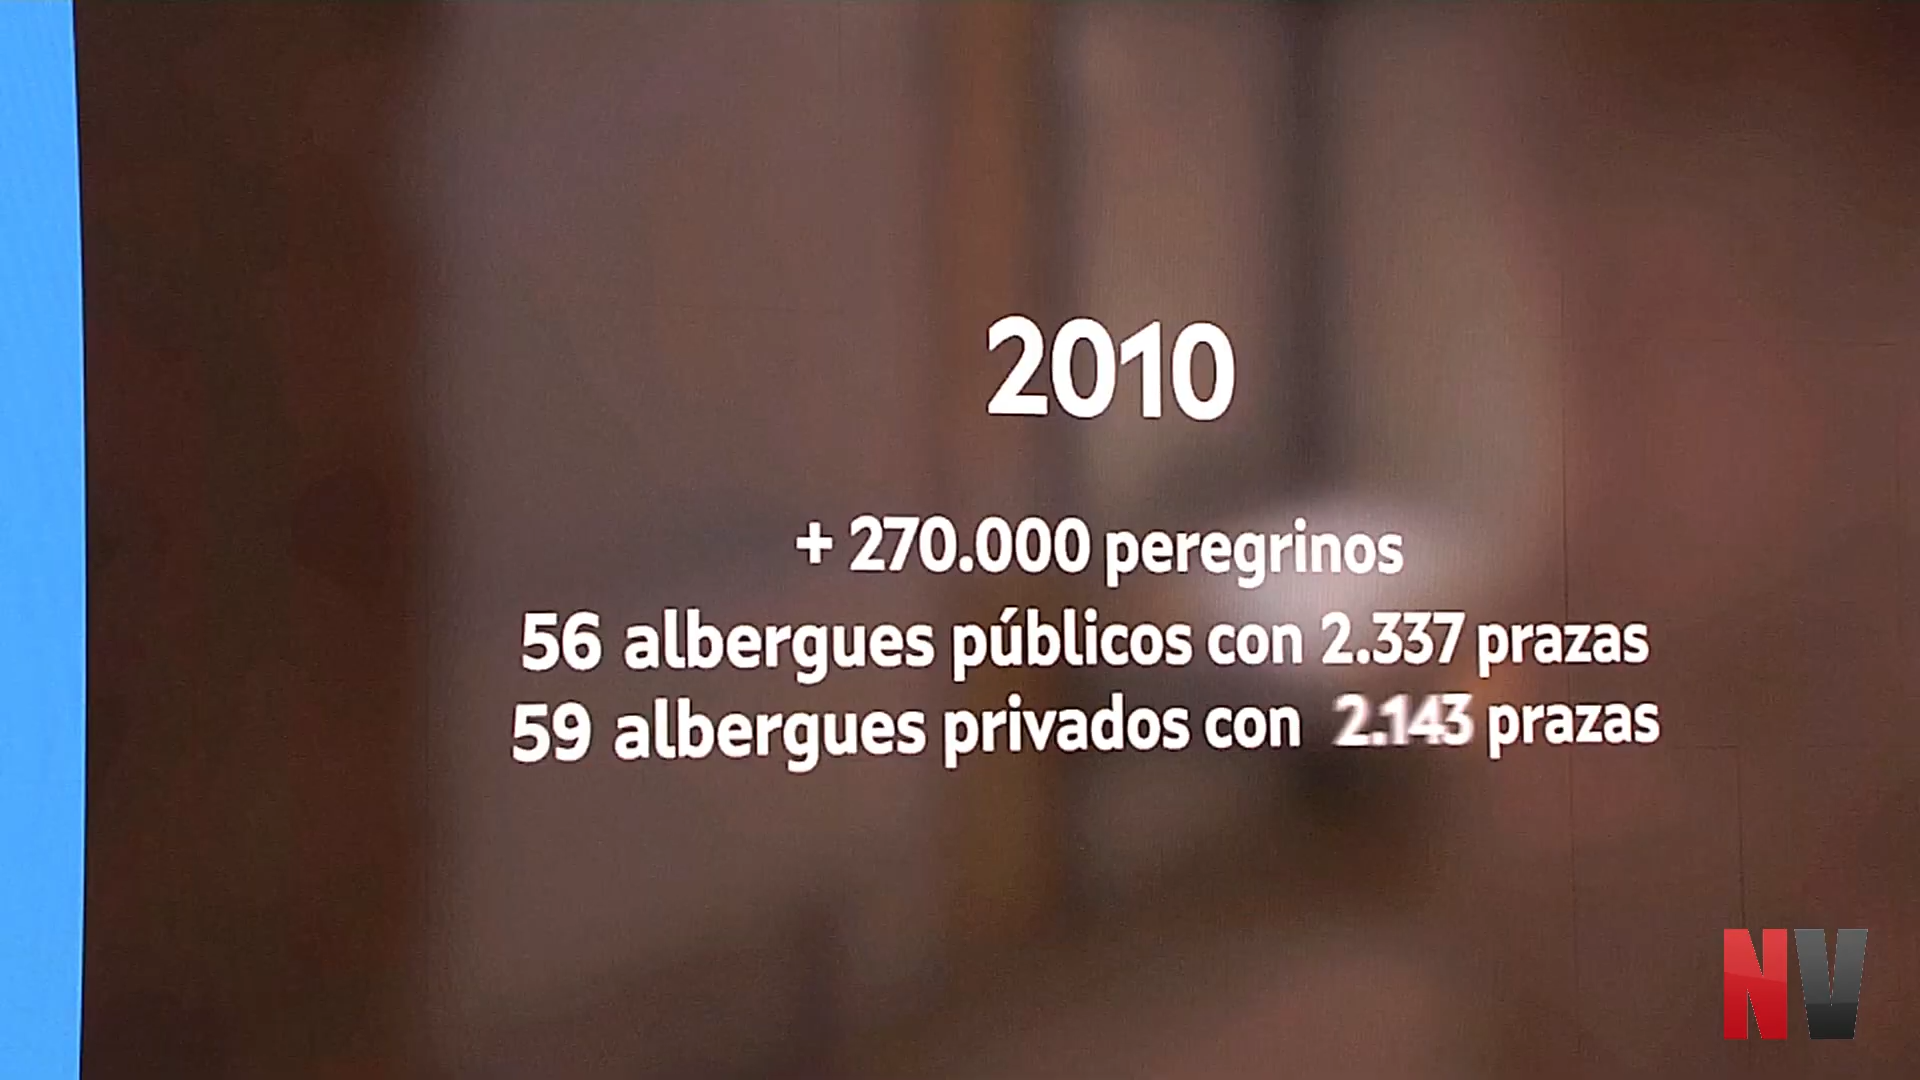 2010
+ 270.000 peregrinos
56 albergues públicos con 2.337 prazas
59 albergues privados con 2.143 prazas
NV